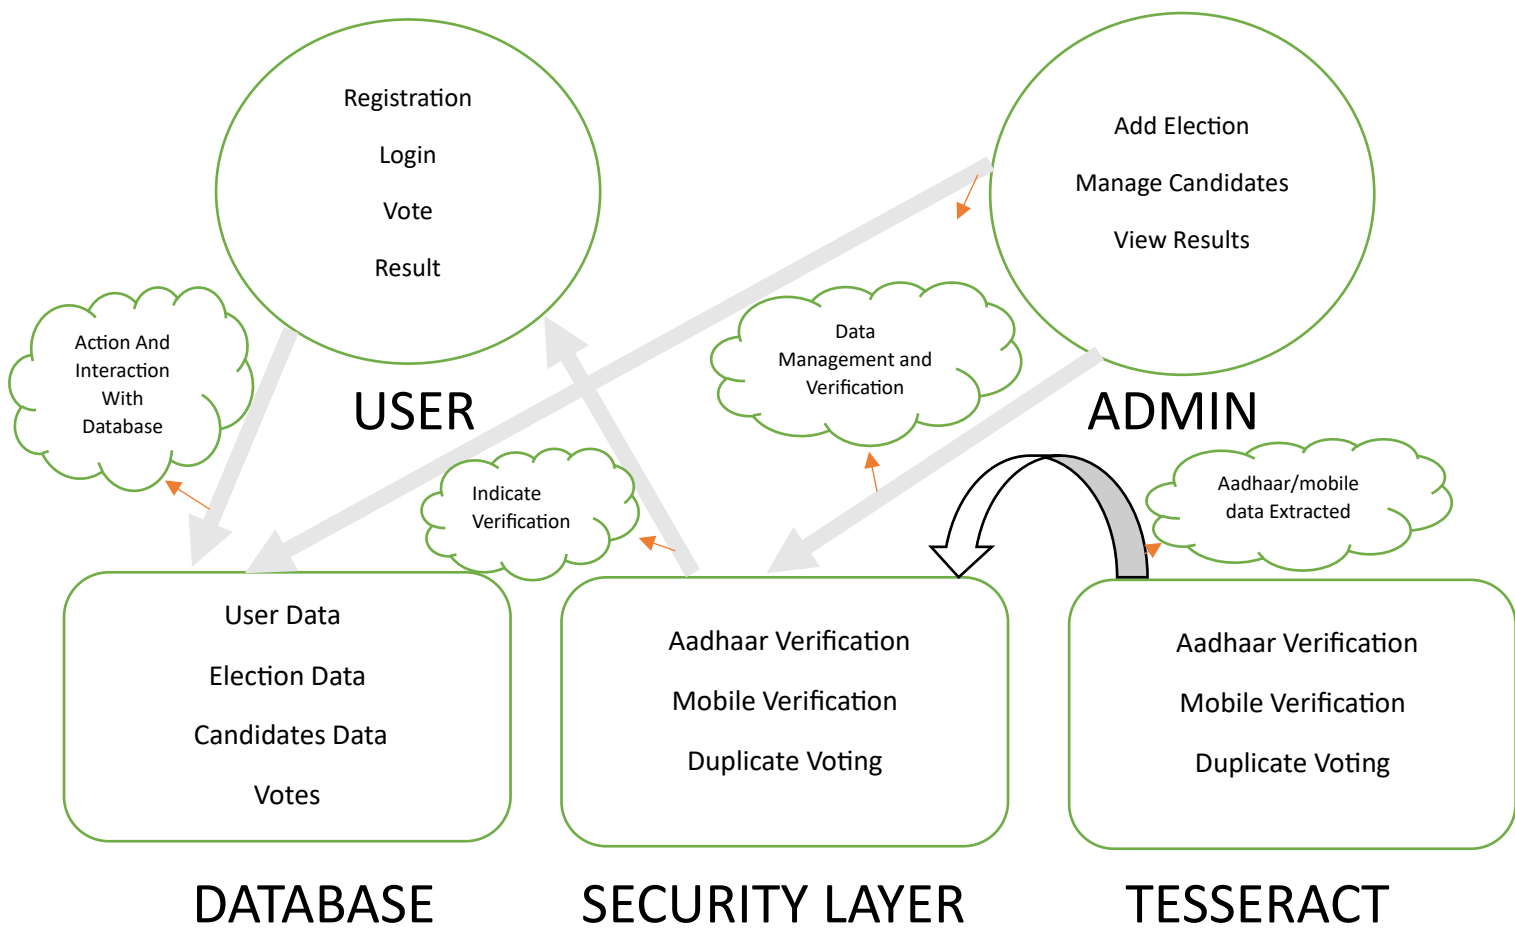 Registration
Login
Vote
Result
USER
Add Election
Manage Candidates
View Results
ADMIN
Action And
Interaction
With
Database
Data
Management and
Verification
Indicate
Verification
Aadhaar/mobile
data Extracted
User Data
Election Data
Candidates Data
Votes
DATABASE
Aadhaar Verification
Mobile Verification
Duplicate Voting
SECURITY LAYER
Aadhaar Verification
Mobile Verification
Duplicate Voting
TESSERACT